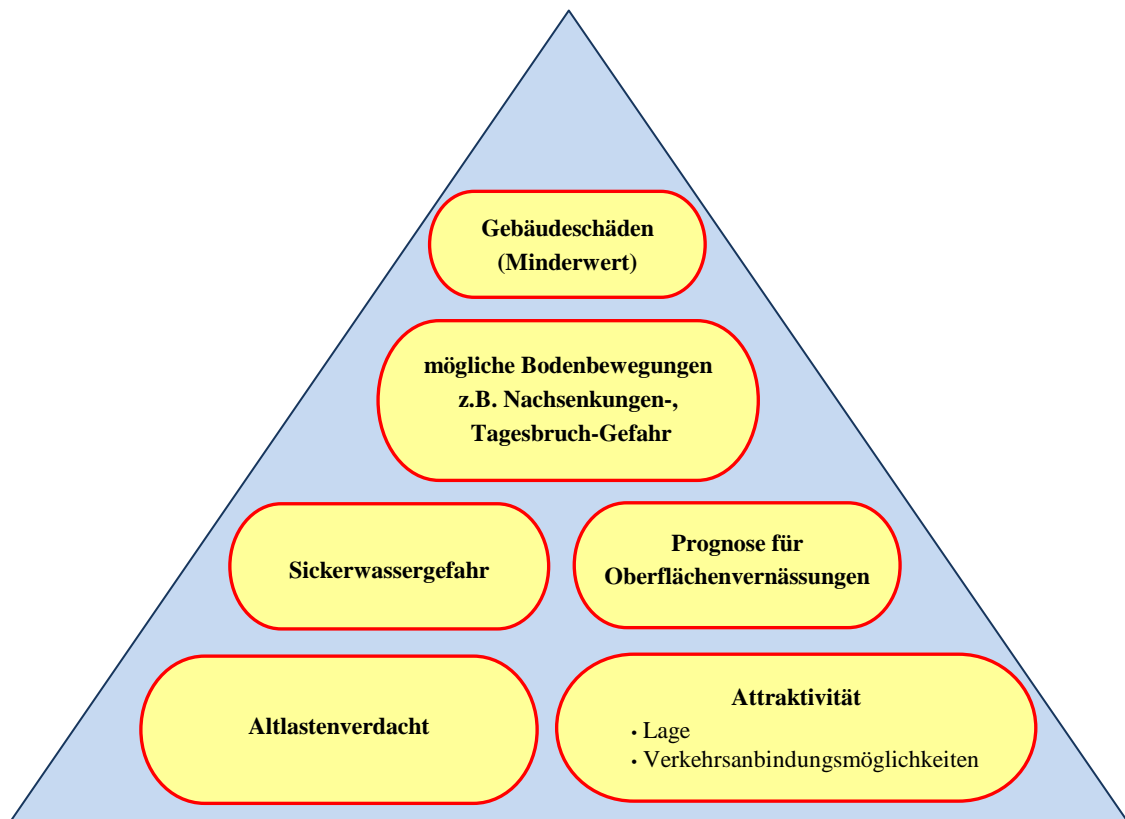 Gebäudeschäden
(Minderwert)
mögliche Bodenbewegungen
z.B. Nachsenkungen-,
Tagesbruch-Gefahr
Sickerwassergefahr
Prognose für
Oberflächenvernässungen
Altlastenverdacht
Attraktivität
• Lage
• Verkehrsanbindungsmöglichkeiten